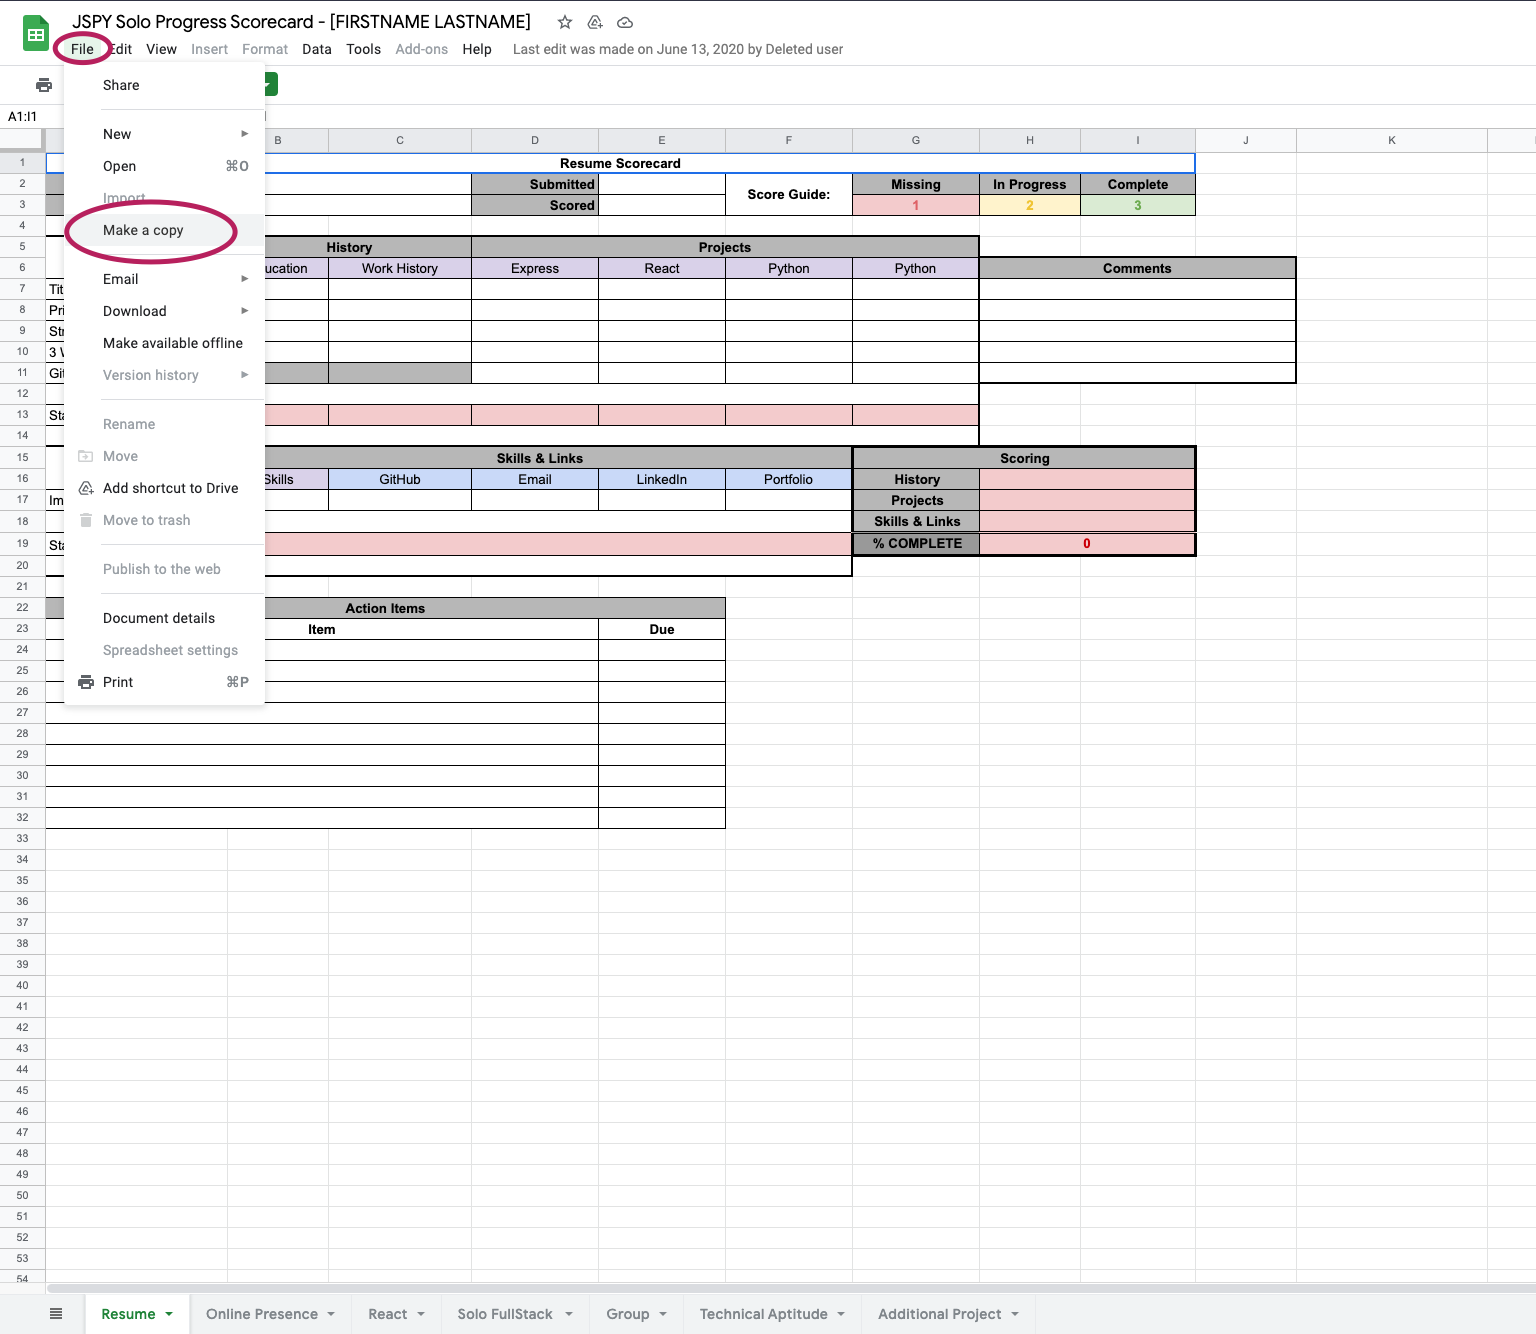 JSPY Solo Progress Scorecard - [FIRSTNAME LASTNAME]
File Edit View Insert Format Data Tools Add-ons Help Last edit was made on June 13, 2020 by Deleted user
Share
A1:I1
New
Open ⌘O
Import
Make a copy
Email
Download
Make available offline
Version history
Rename
Move
Add shortcut to Drive
Move to trash
Publish to the web
Document details
Spreadsheet settings
Print ⌘P
B C D E F G H I J K
1 Resume Scorecard
2 Submitted Score Guide: Missing In Progress Complete
3 Scored 1 2 3
4
5 History Projects
6 ucation Work History Express React Python Python Comments
7 Tit
8 Pri
9 Str
10 3 W
11 Git
12
13 Sta
14
15 Skills & Links Scoring
16 Skills GitHub Email LinkedIn Portfolio History
17 Im Projects
18 Skills & Links
19 Sta % COMPLETE 0
20
21
22 Action Items
23 Item Due
24
25
26
27
28
29
30
31
32
33
34
35
36
37
38
39
40
41
42
43
44
45
46
47
48
49
50
51
52
53
54
Resume Online Presence React Solo FullStack Group Technical Aptitude Additional Project